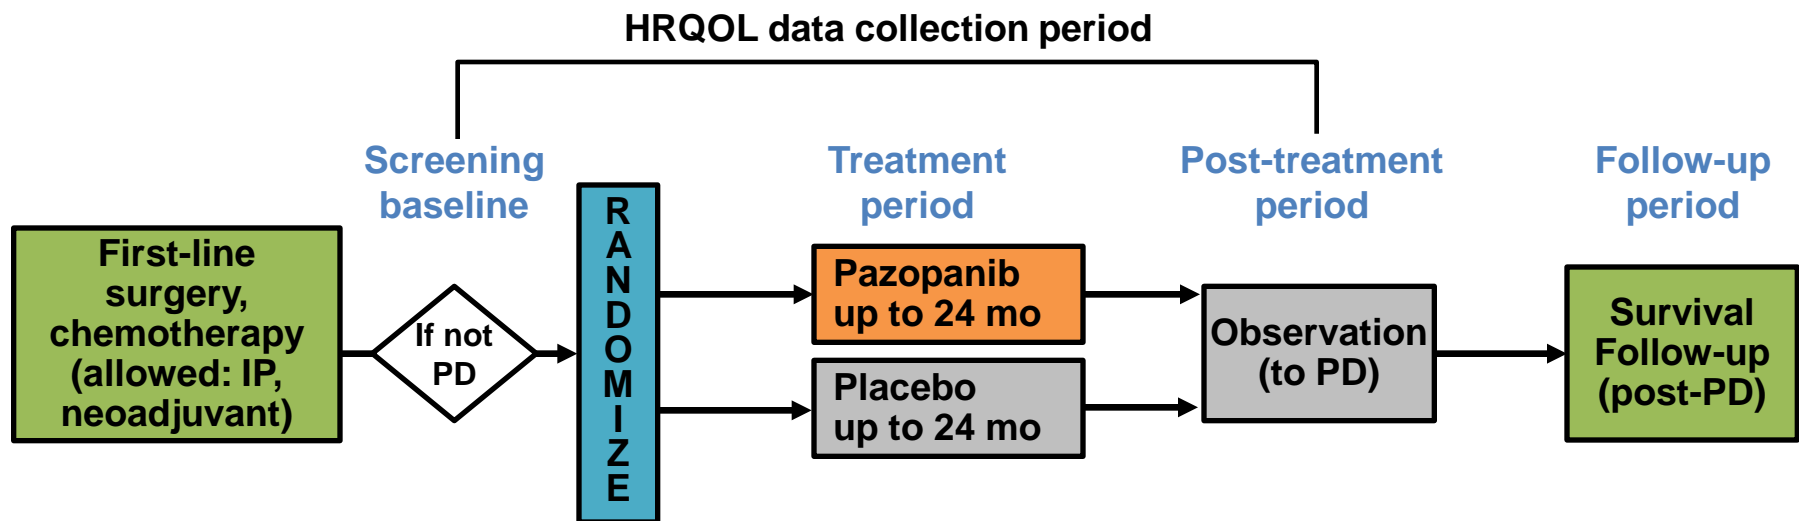 HRQOL data collection period
Screening
baseline
Treatment
period
Post-treatment
period
Follow-up
period
First-line
surgery,
chemotherapy
(allowed: IP,
neoadjuvant)
If not
PD
R
A
N
D
O
M
I
Z
E
Pazopanib
up to 24 mo
Placebo
up to 24 mo
Observation
(to PD)
Survival
Follow-up
(post-PD)